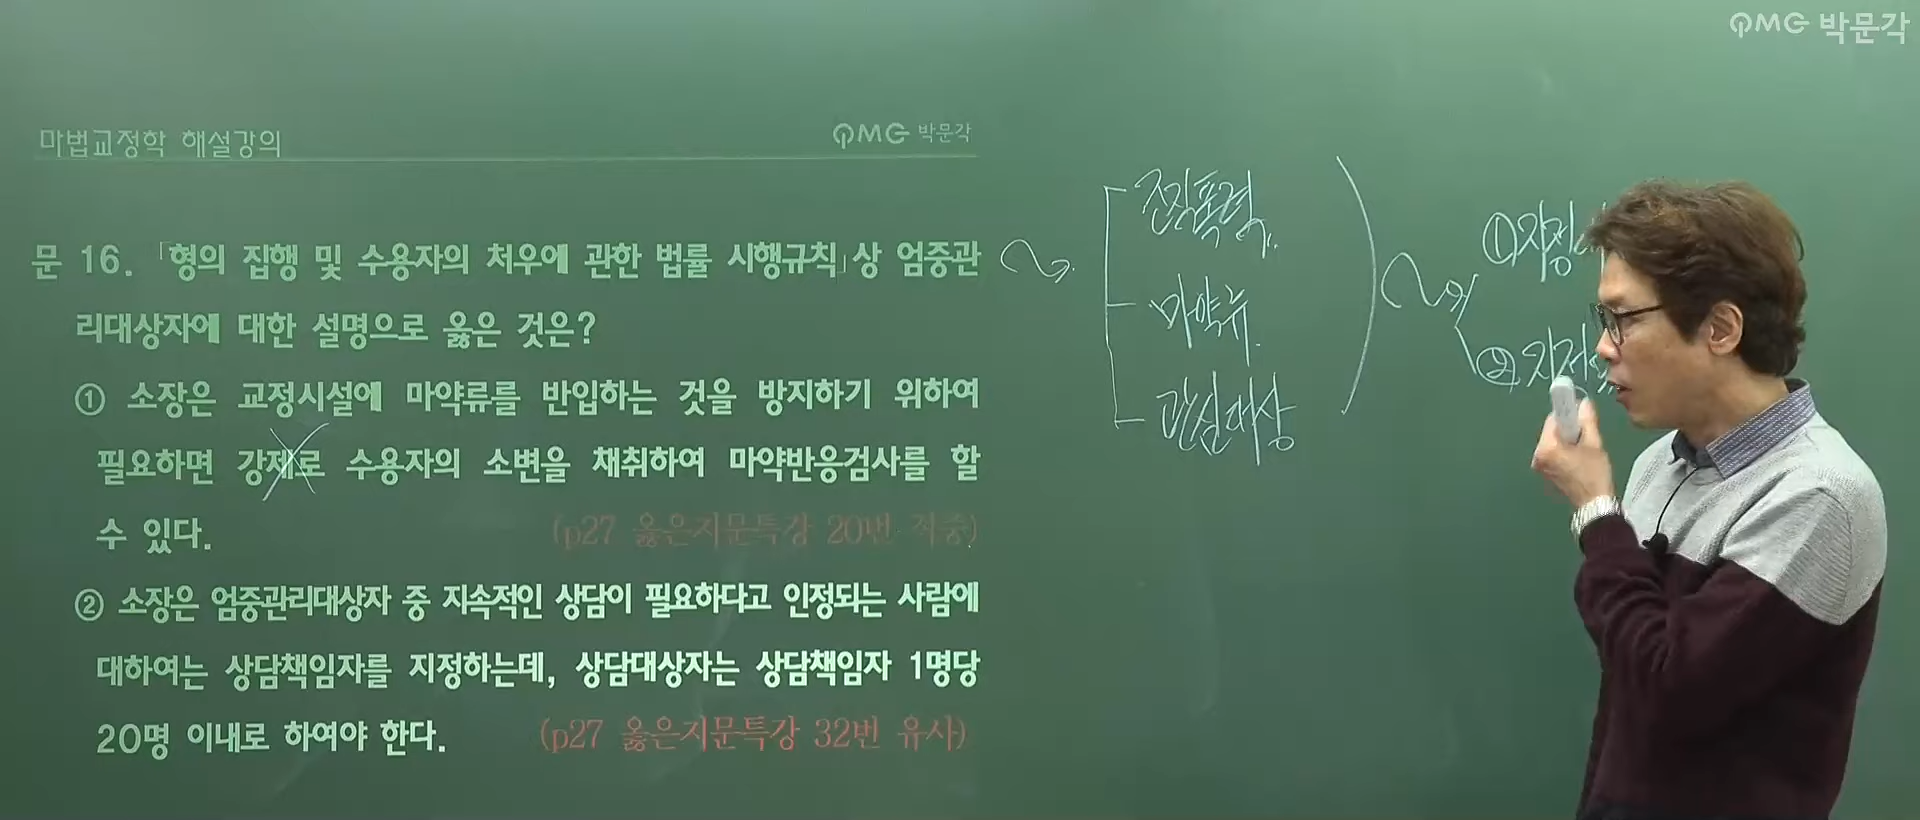 PMG 박문각
마법교정학 해설강의
PMG 박문각
문 16. 「형의 집행 및 수용자의 처우에 관한 법률 시행규칙」상 엄중관
리대상자에 대한 설명으로 옳은 것은?
① 소장은 교정시설에 마약류를 반입하는 것을 방지하기 위하여
필요하면 강제로 수용자의 소변을 채취하여 마약반응검사를 할
수 있다.
(p27 옳은지문특강 20번 적중)
② 소장은 엄중관리대상자 중 지속적인 상담이 필요하다고 인정되는 사람에
대하여는 상담책임자를 지정하는데, 상담대상자는 상담책임자 1명당
20명 이내로 하여야 한다.
(p27 옳은지문특강 32번 유사)
조직폭력
마약류
관심대상
① 지정
② 지정